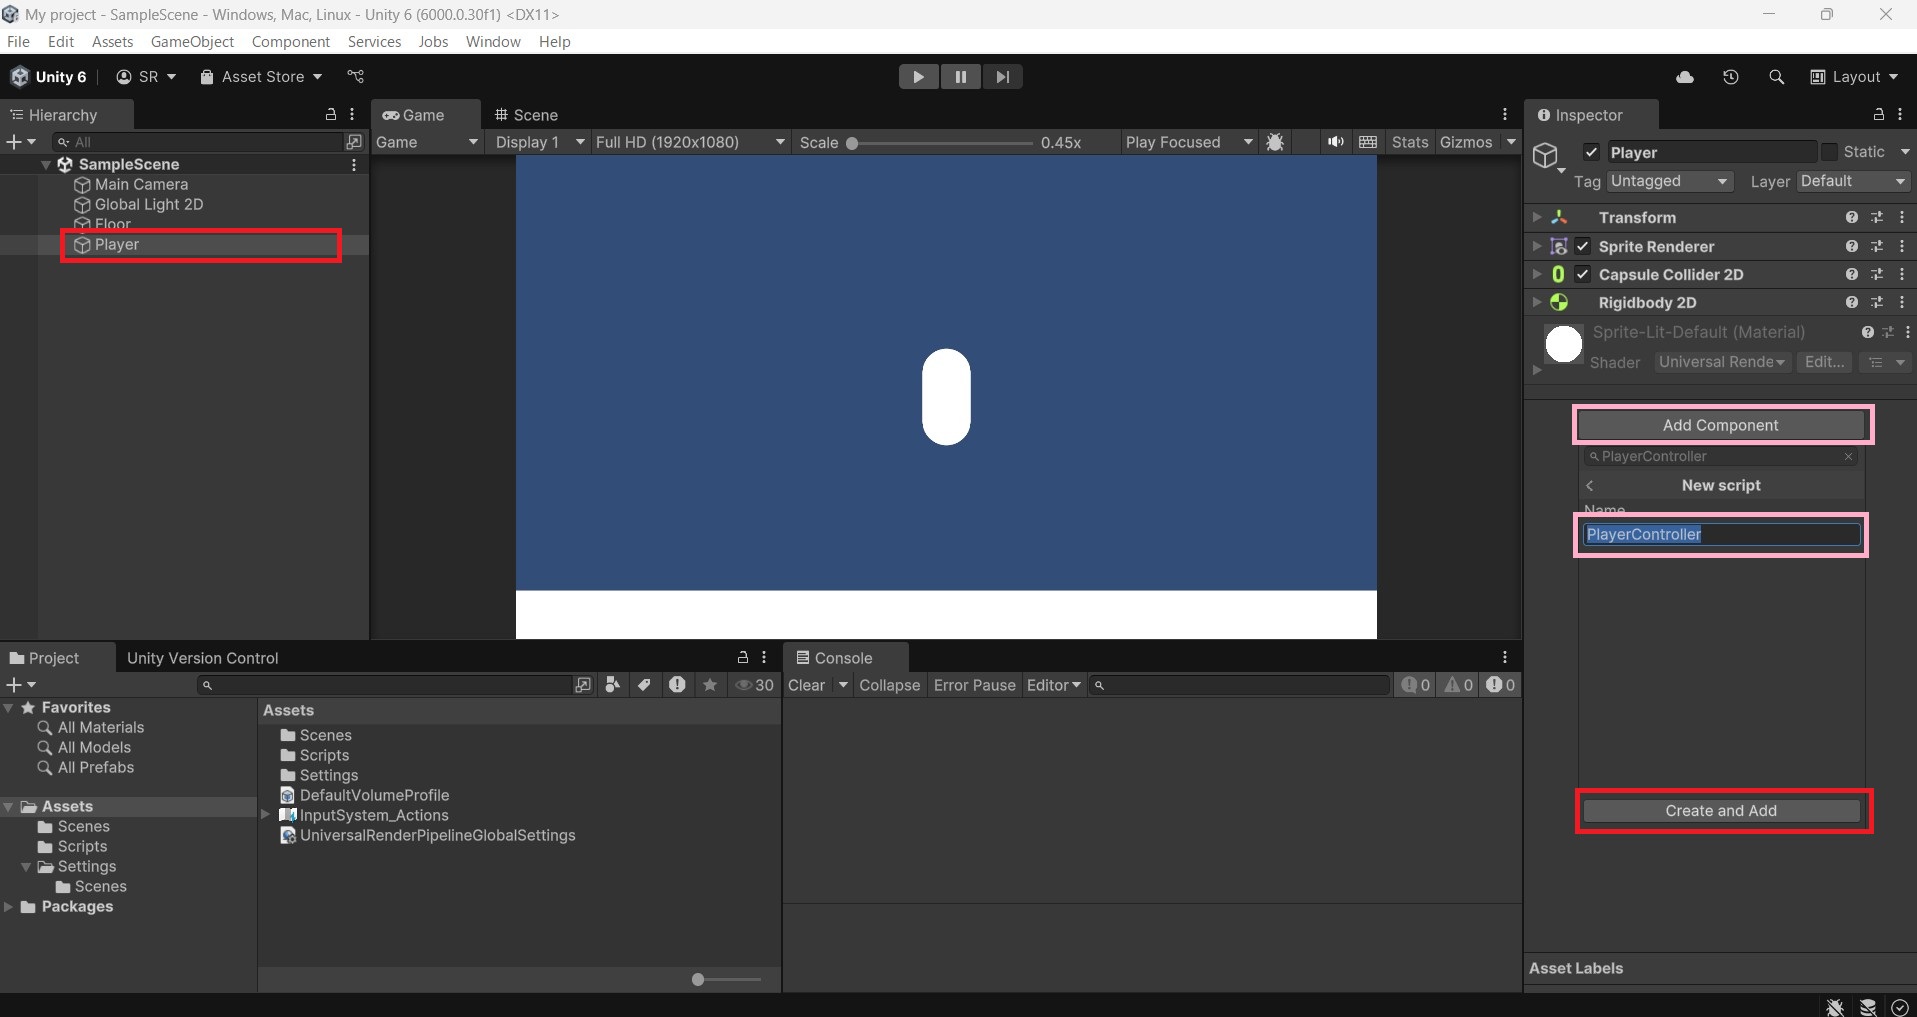 My project - SampleScene - Windows, Mac, Linux - Unity 6 (6000.0.30f1) <DX11>
File Edit Assets GameObject Component Services Jobs Window Help
Unity 6 SR Asset Store Layout
Hierarchy
All
SampleScene
Main Camera
Global Light 2D
Floor
Player
Game Scene
Game Display 1 Full HD (1920x1080) Scale 0.45x Play Focused Stats Gizmos
Inspector
Player Static
Tag Untagged Layer Default
Transform
Sprite Renderer
Capsule Collider 2D
Rigidbody 2D
Sprite-Lit-Default (Material)
Shader Universal Rende Edit...
Add Component
PlayerController
New script
Name
PlayerController
Create and Add
Asset Labels
Project Unity Version Control
30
Favorites
All Materials
All Models
All Prefabs
Assets
Scenes
Scripts
Settings
Scenes
Packages
Assets
Scenes
Scripts
Settings
DefaultVolumeProfile
InputSystem_Actions
UniversalRenderPipelineGlobalSettings
Console
Clear Collapse Error Pause Editor 0 0 0